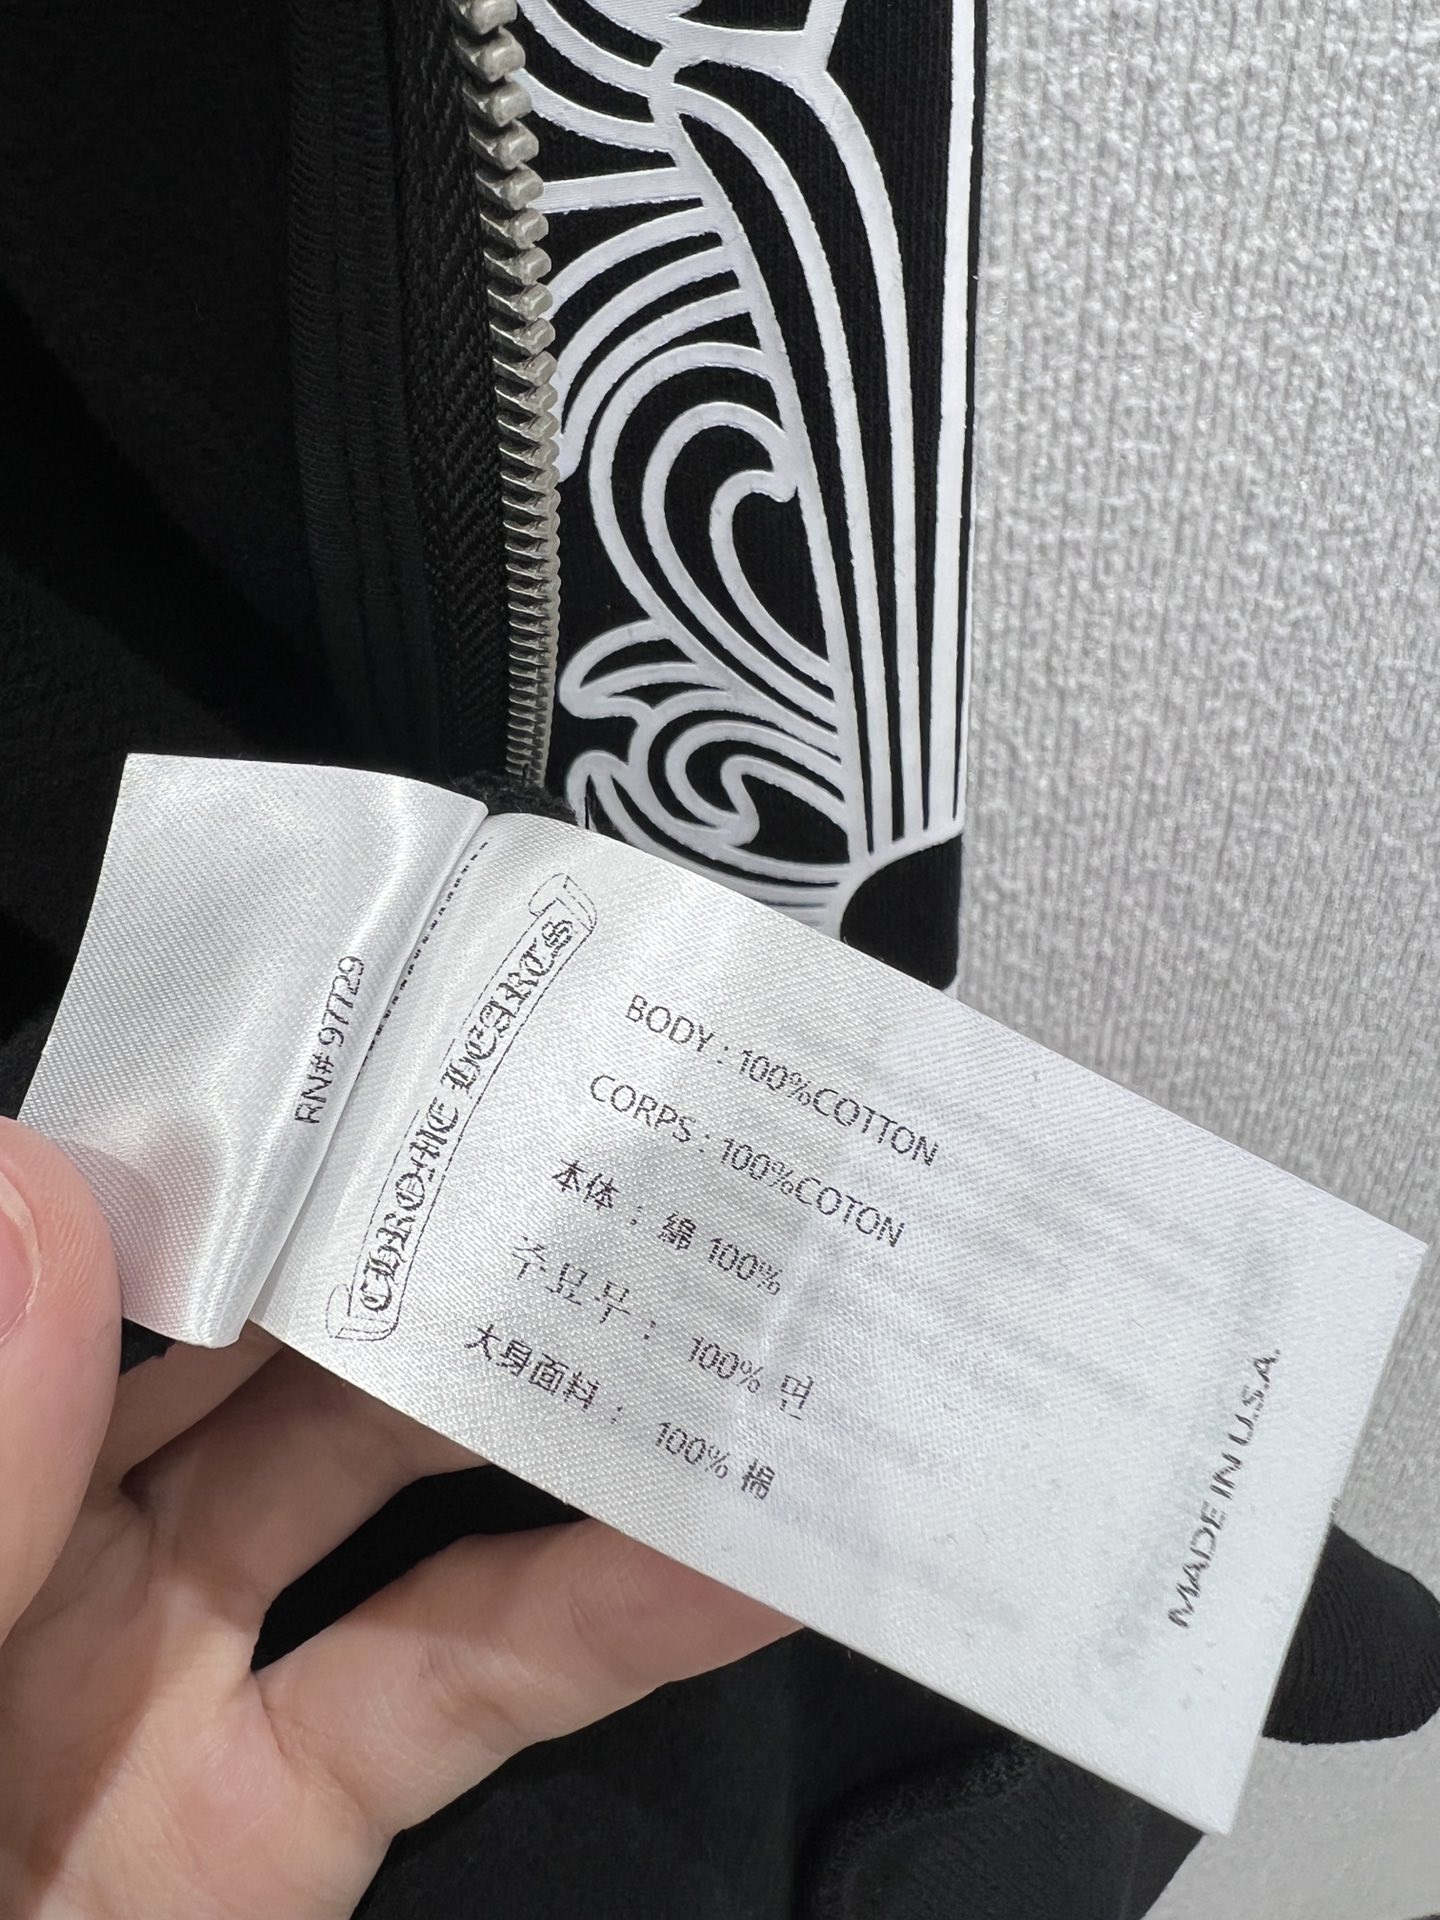 RN# 97729
CHROME HEARTS
BODY : 100%COTTON
CORPS : 100%COTON
本体 : 綿 100%
주요부 : 100% 면
大身面料 : 100% 棉
MADE IN U.S.A.